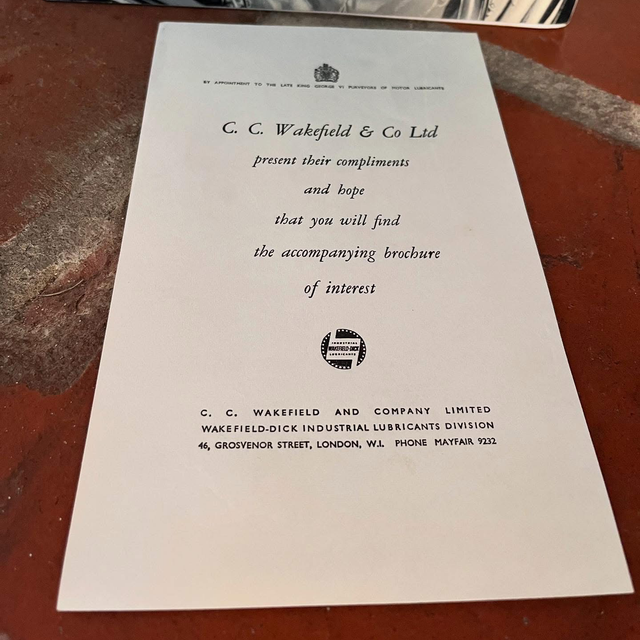 BY APPOINTMENT TO THE LATE KING GEORGE VI PURVEYORS OF MOTOR LUBRICANTS
C. C. Wakefield & Co Ltd
present their compliments
and hope
that you will find
the accompanying brochure
of interest
INDUSTRIAL
WAKEFIELD-DICK
LUBRICANTS
C. C. WAKEFIELD AND COMPANY LIMITED
WAKEFIELD-DICK INDUSTRIAL LUBRICANTS DIVISION
46, GROSVENOR STREET, LONDON, W.I. PHONE MAYFAIR 9232